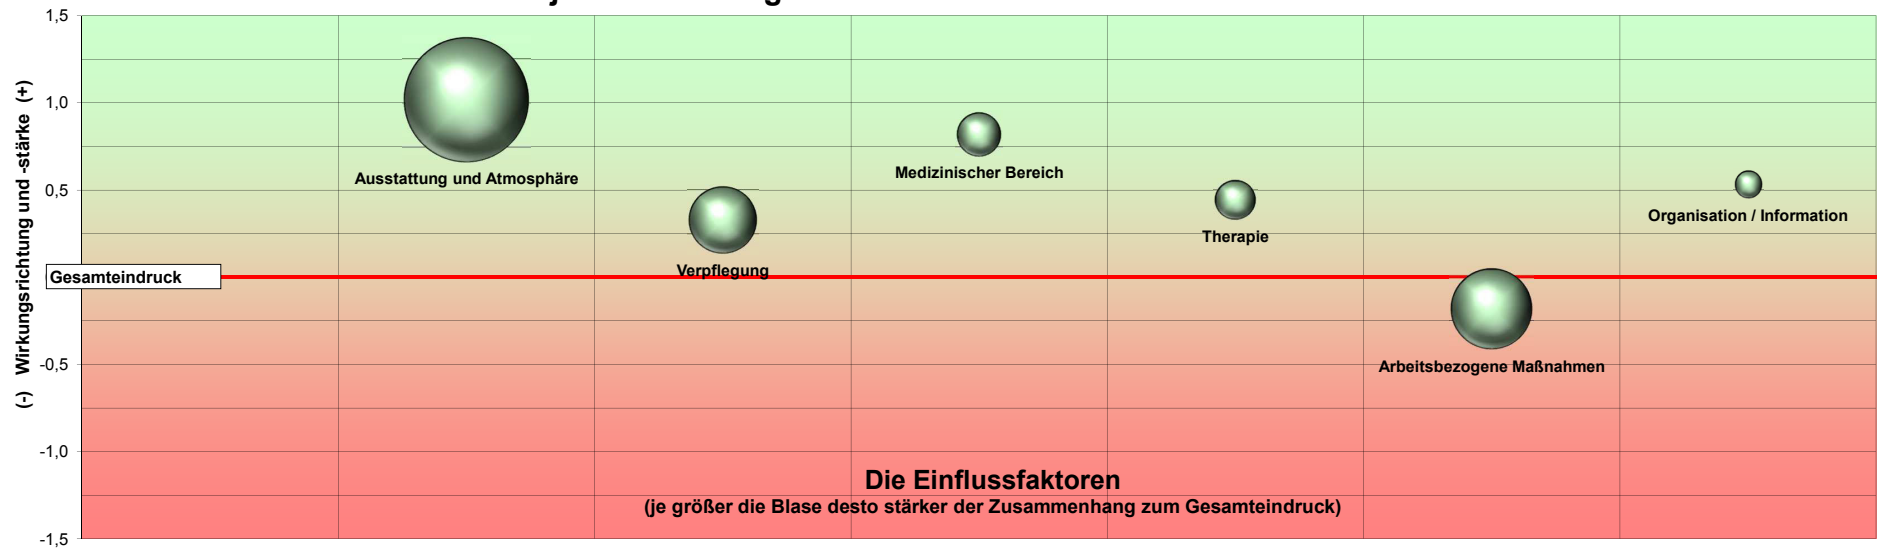 1,5
1,0
0,5
-0,5
-1,0
-1,5
(-) Wirkungsrichtung und -stärke (+)
Gesamteindruck
Ausstattung und Atmosphäre
Verpflegung
Medizinischer Bereich
Therapie
Arbeitsbezogene Maßnahmen
Organisation / Information
Die Einflussfaktoren
(je größer die Blase desto stärker der Zusammenhang zum Gesamteindruck)